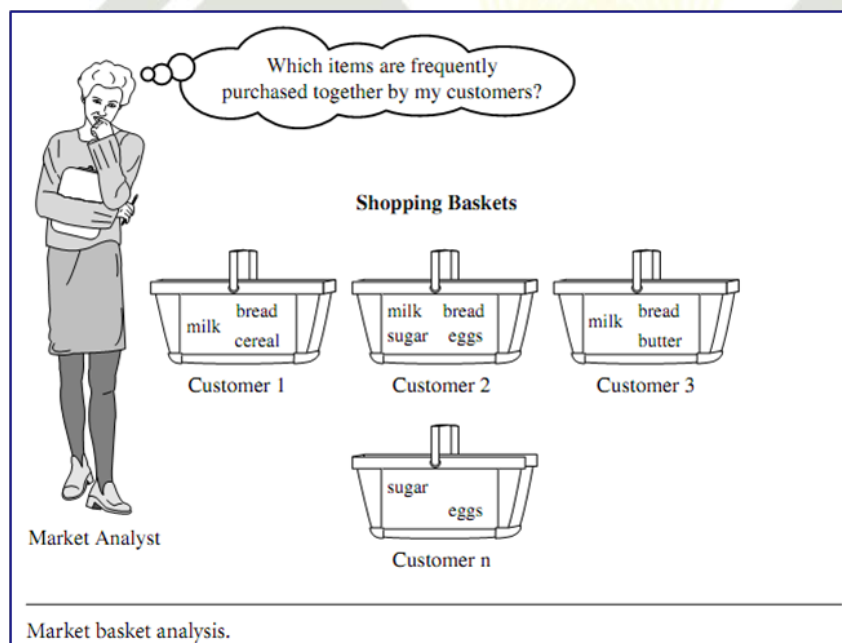 Which items are frequently
purchased together by my customers?
Shopping Baskets
milk bread
cereal
Customer 1
milk bread
sugar eggs
Customer 2
milk bread
butter
Customer 3
sugar
eggs
Customer n
Market Analyst
Market basket analysis.